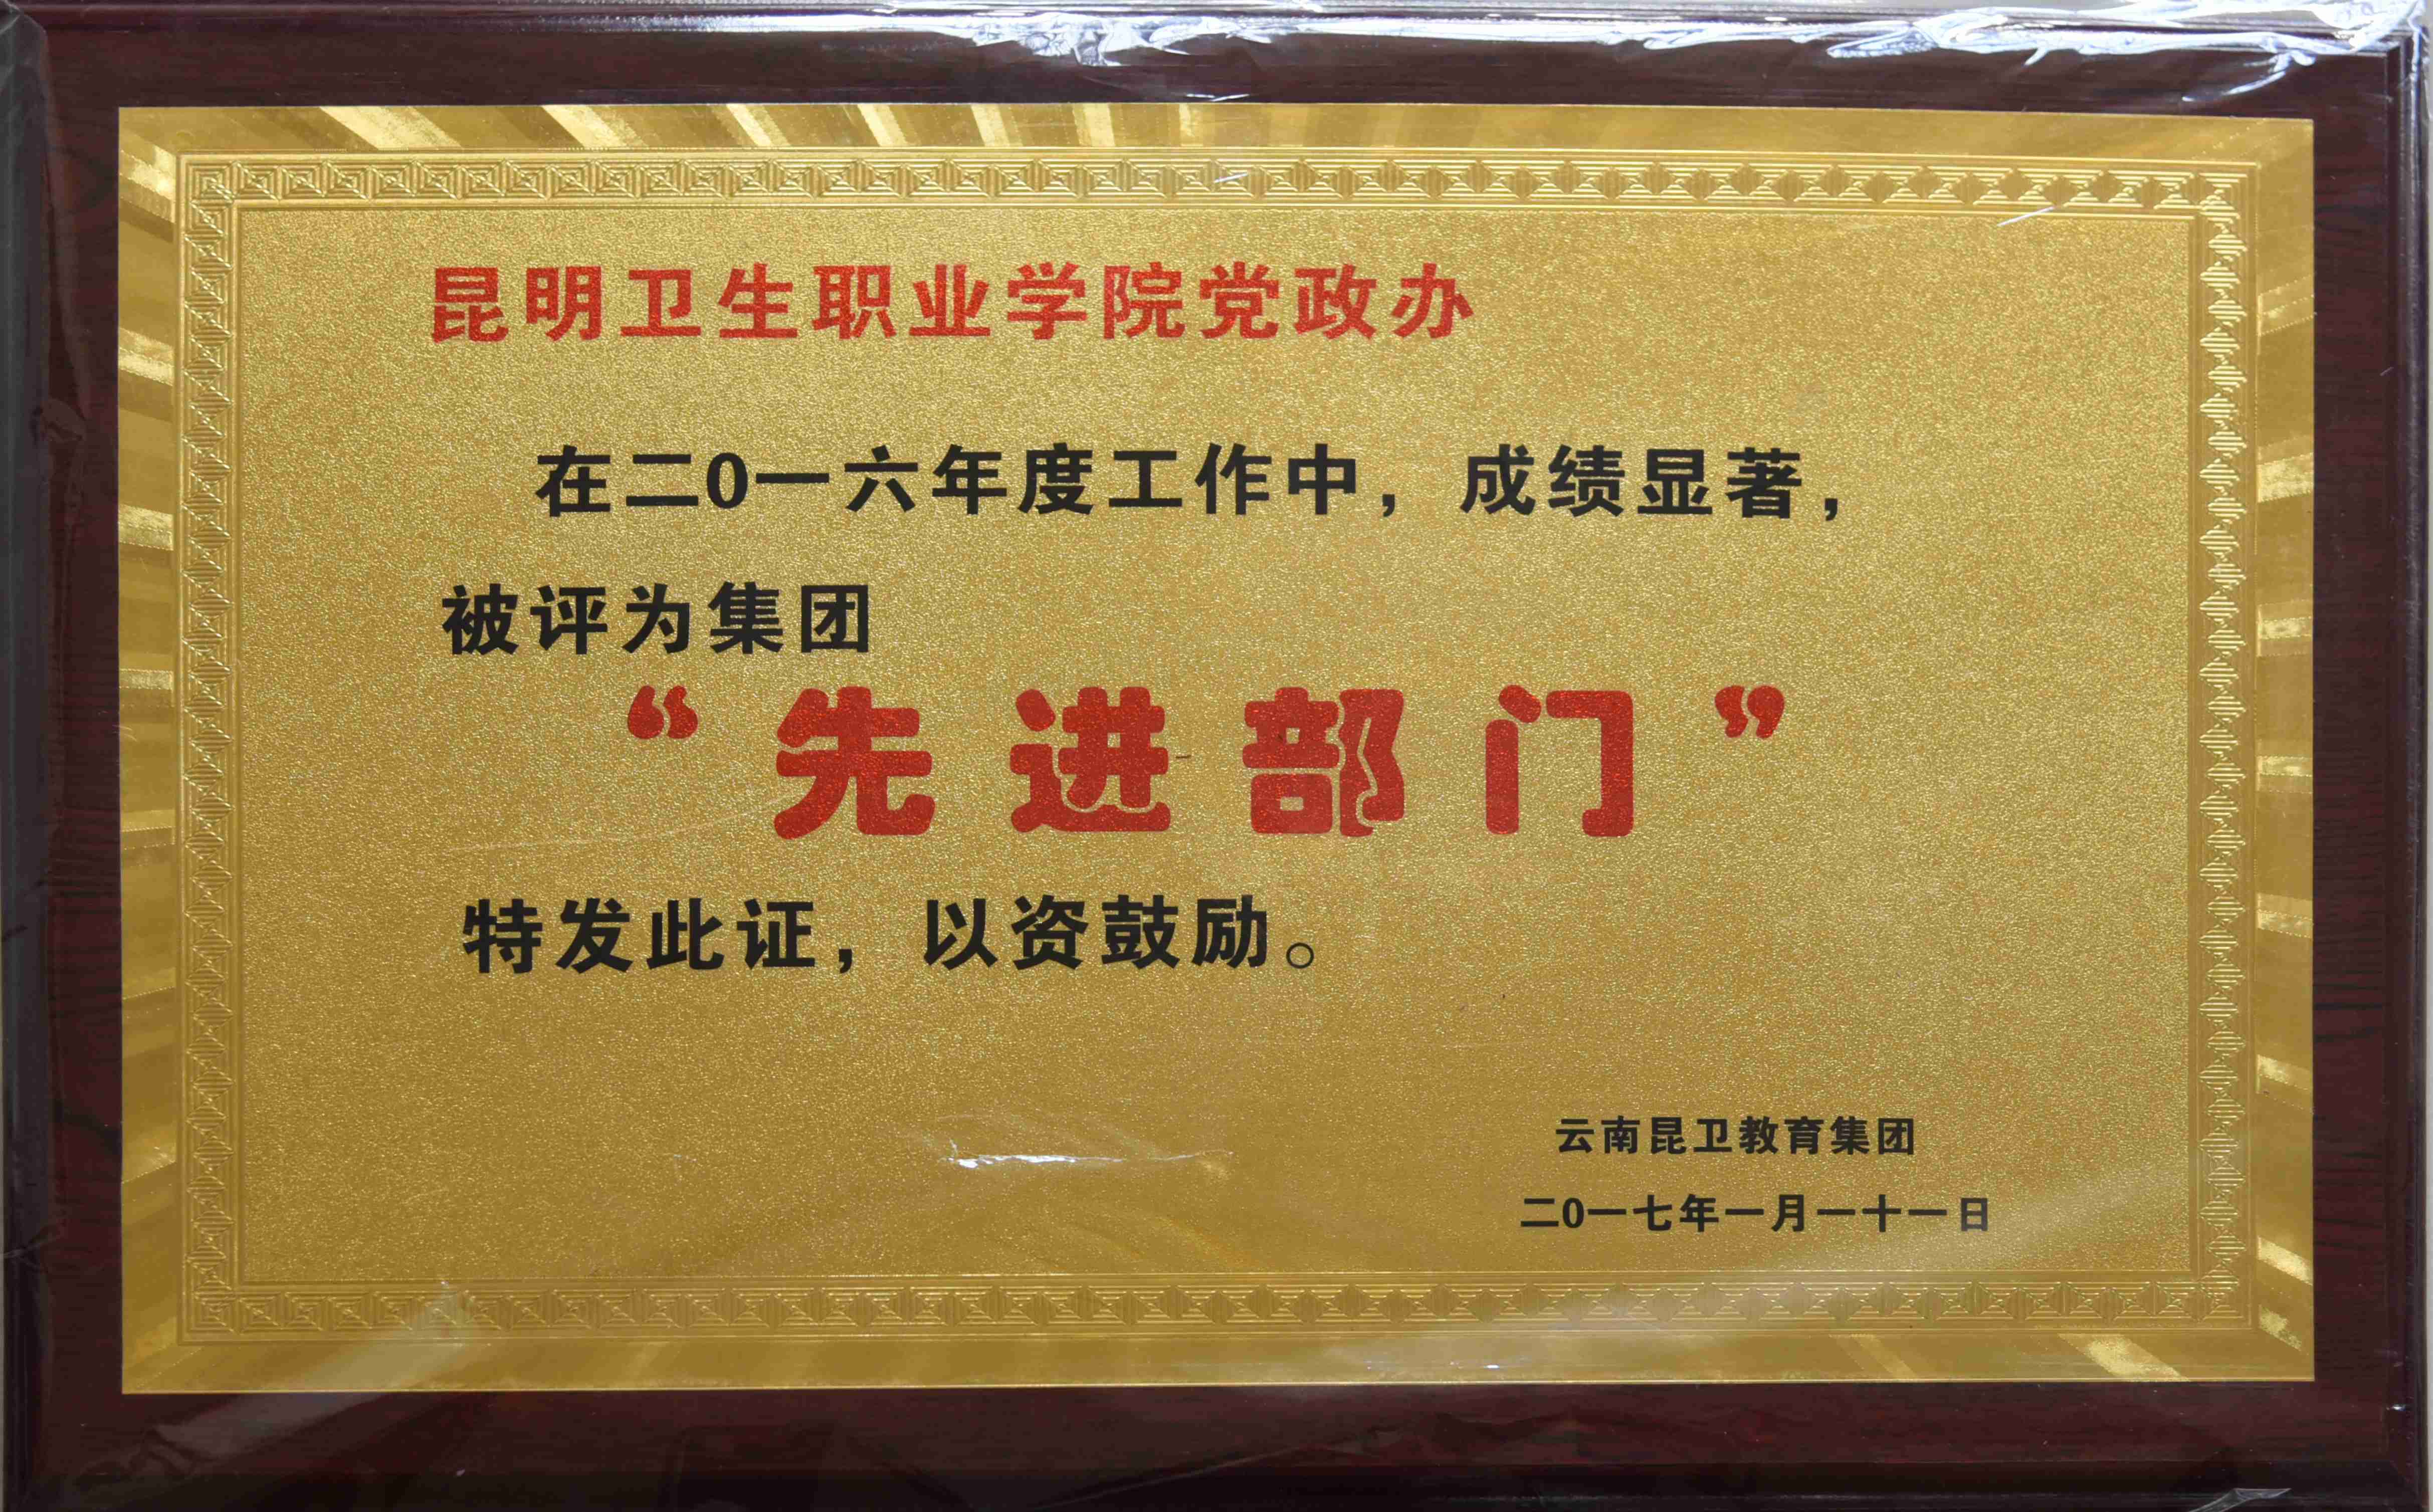 昆明卫生职业学院党政办
在二0一六年度工作中，成绩显著，
被评为集团
“先进部门”
特发此证，以资鼓励。
云南昆卫教育集团
二0一七年一月一十一日